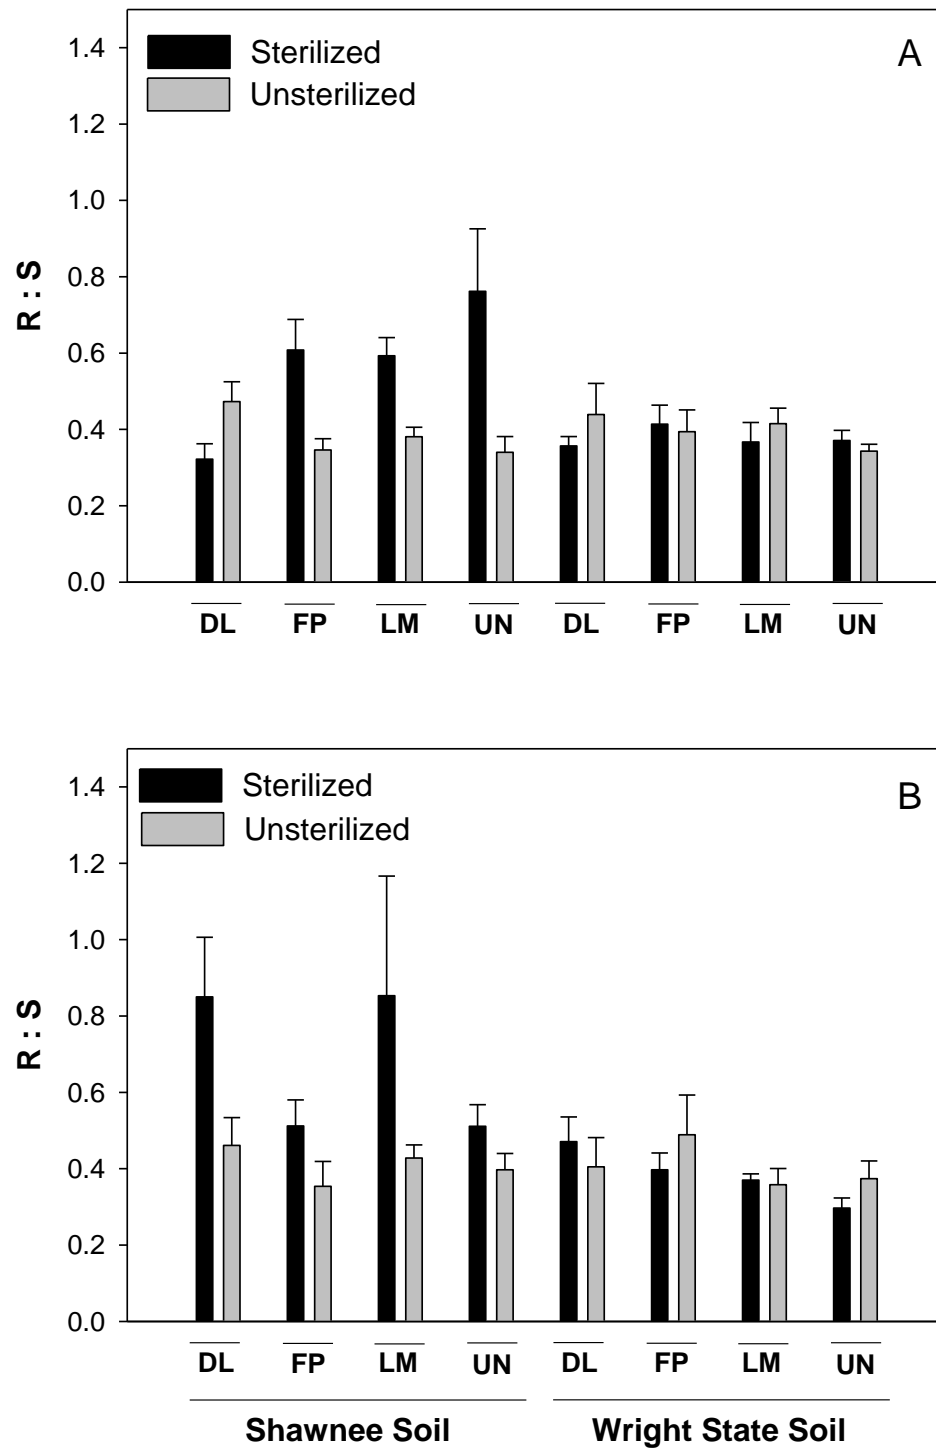 Sterilized
Unsterilized
A
1.4
1.2
1.0
0.8
0.6
0.4
0.2
0.0
R : S
DL FP LM UN DL FP LM UN
Sterilized
Unsterilized
B
1.4
1.2
1.0
0.8
0.6
0.4
0.2
0.0
R : S
DL FP LM UN DL FP LM UN
Shawnee Soil Wright State Soil